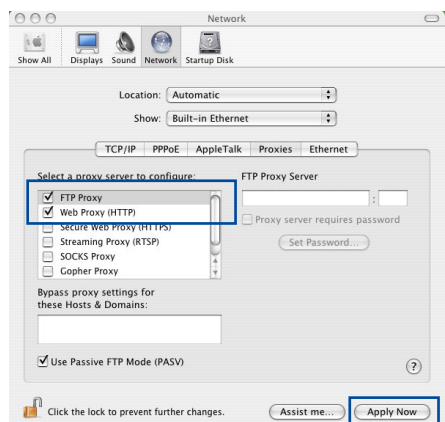 Network
Show All Displays Sound Network Startup Disk
Location: Automatic
Show: Built-in Ethernet
TCP/IP PPPoE AppleTalk Proxies Ethernet
Select a proxy server to configure: FTP Proxy Server
FTP Proxy
Web Proxy (HTTP)
:
Secure Web Proxy (HTTPS)
Proxy server requires password
Streaming Proxy (RTSP)
Set Password...
SOCKS Proxy
Gopher Proxy
Bypass proxy settings for
these Hosts & Domains:
Use Passive FTP Mode (PASV)
?
Click the lock to prevent further changes. Assist me... Apply Now